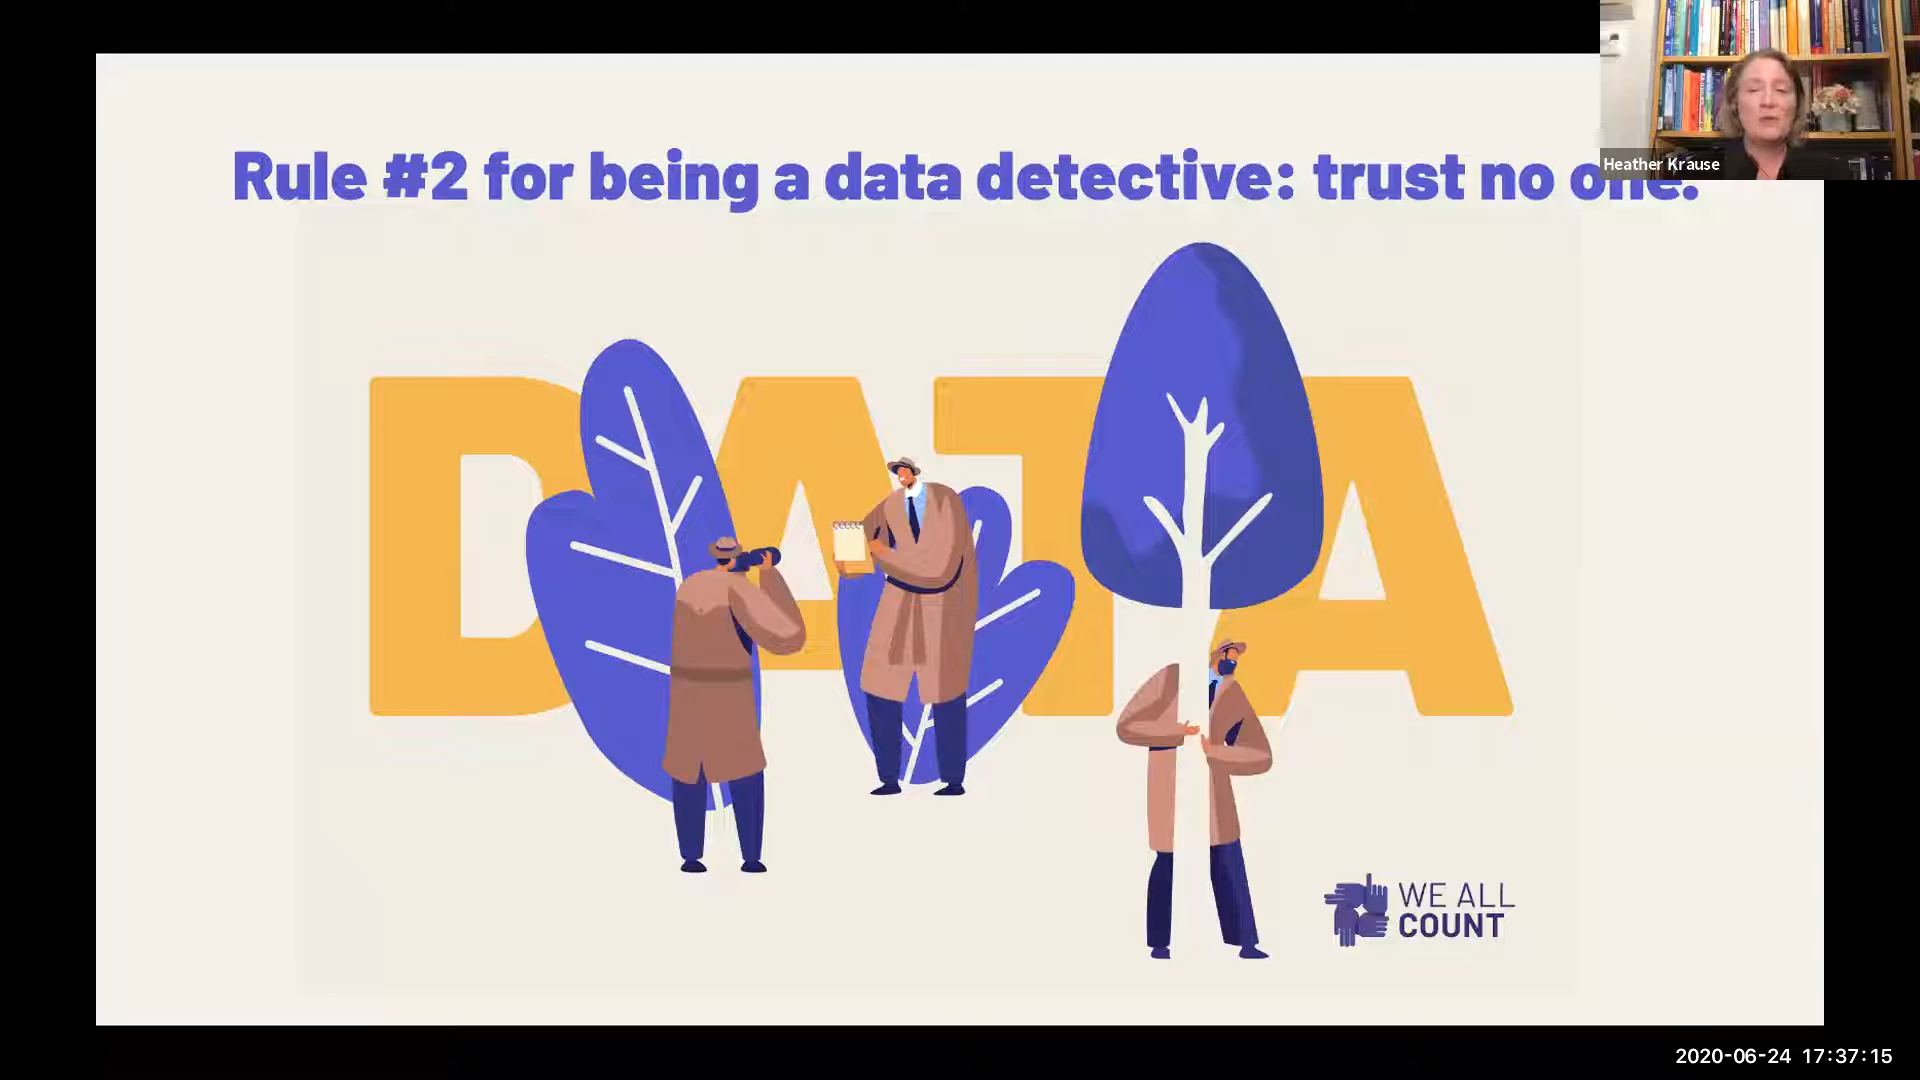 Heather Krause
Rule #2 for being a data detective: trust no one.
DATA
WE ALL
COUNT
2020-06-24 17:37:15